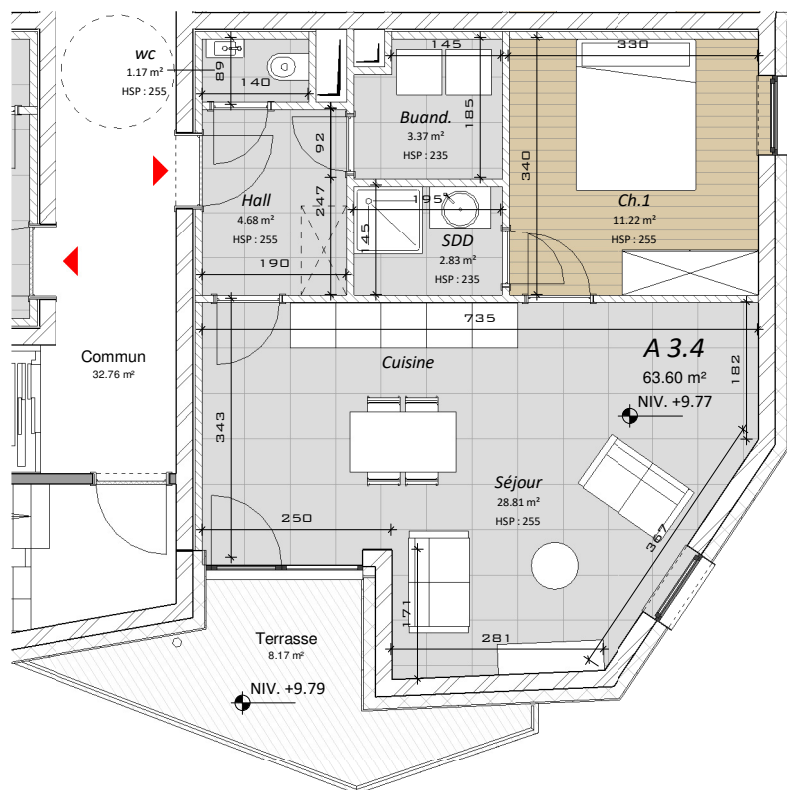 wc
1.17 m²
HSP : 255
89
140
145
330
Buand.
3.37 m²
HSP : 235
185
92
247
340
Hall
4.68 m²
HSP : 255
190
195
145
SDD
2.83 m²
HSP : 235
Ch.1
11.22 m²
HSP : 255
735
Commun
32.76 m²
Cuisine
A 3.4
63.60 m²
NIV. +9.77
182
343
Séjour
28.81 m²
HSP : 255
250
367
171
281
Terrasse
8.17 m²
NIV. +9.79